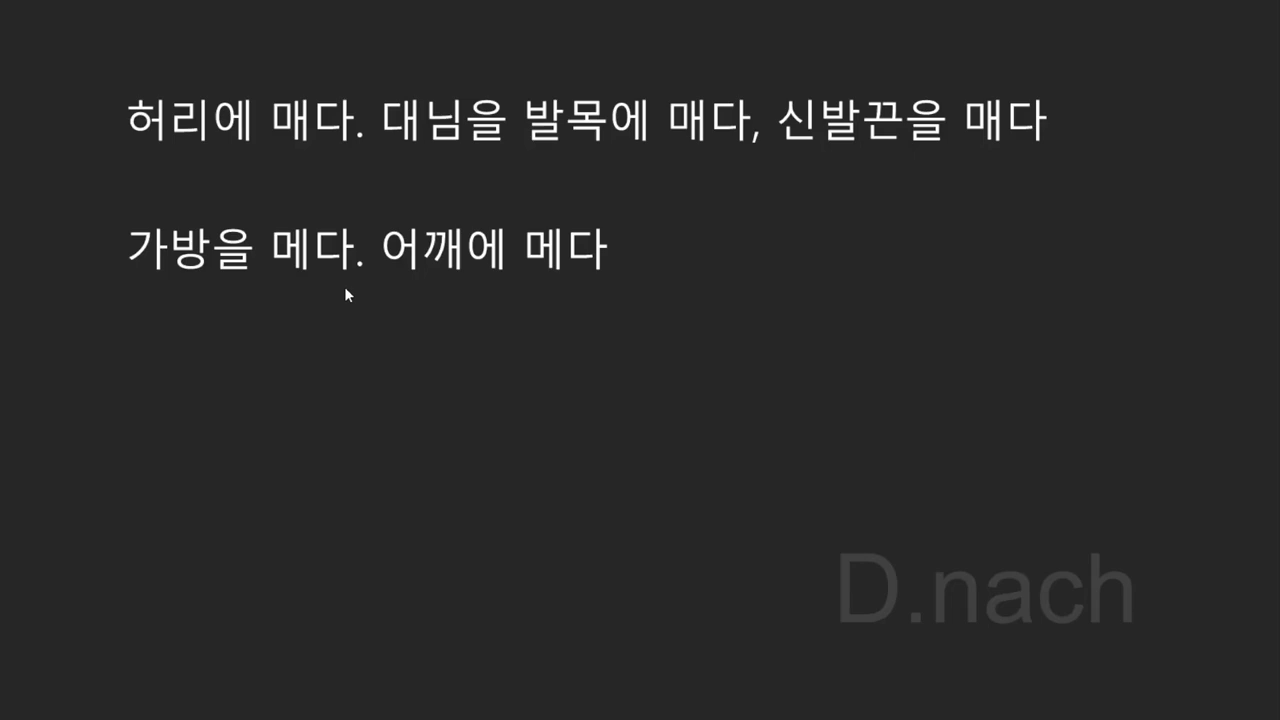 허리에 매다. 대님을 발목에 매다, 신발끈을 매다
가방을 메다. 어깨에 메다
D.nach